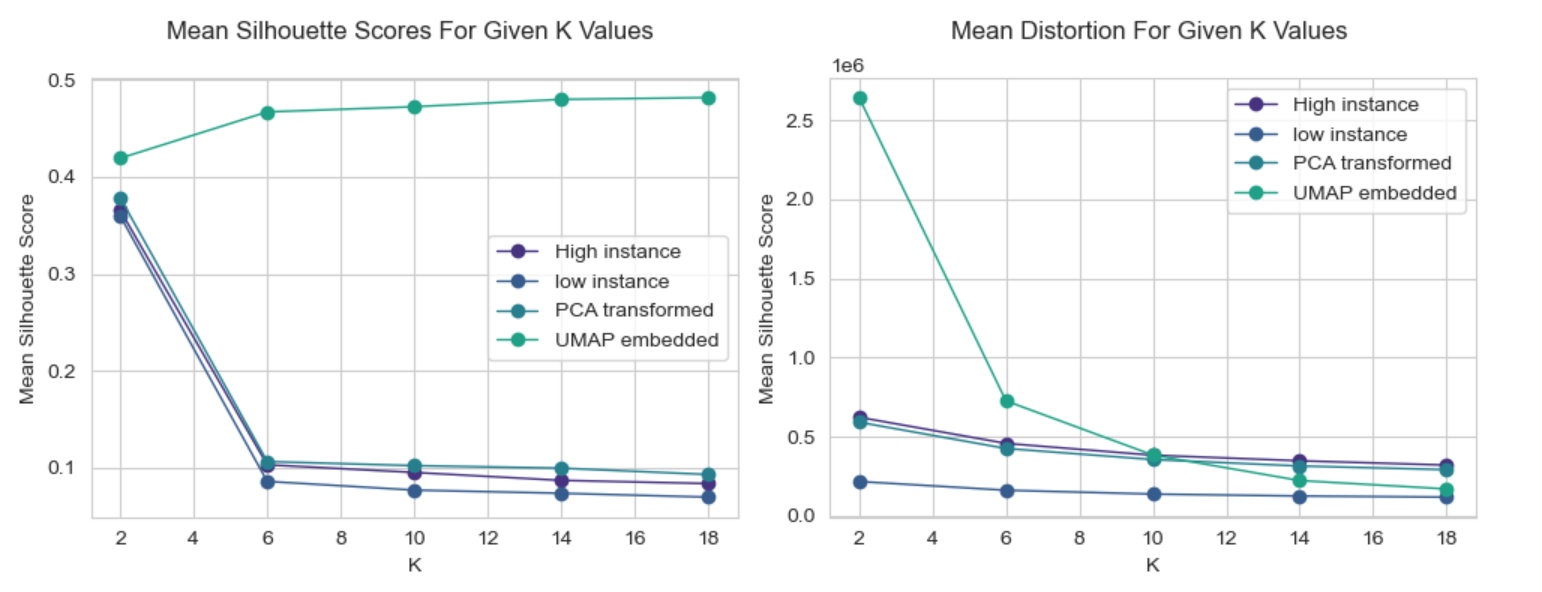 Mean Silhouette Scores For Given K Values
0.5
0.4
0.3
0.2
0.1
Mean Silhouette Score
High instance
low instance
PCA transformed
UMAP embedded
2 4 6 8 10 12 14 16 18
K
Mean Distortion For Given K Values
1e6
2.5
2.0
1.5
1.0
0.5
0.0
Mean Silhouette Score
High instance
low instance
PCA transformed
UMAP embedded
2 4 6 8 10 12 14 16 18
K